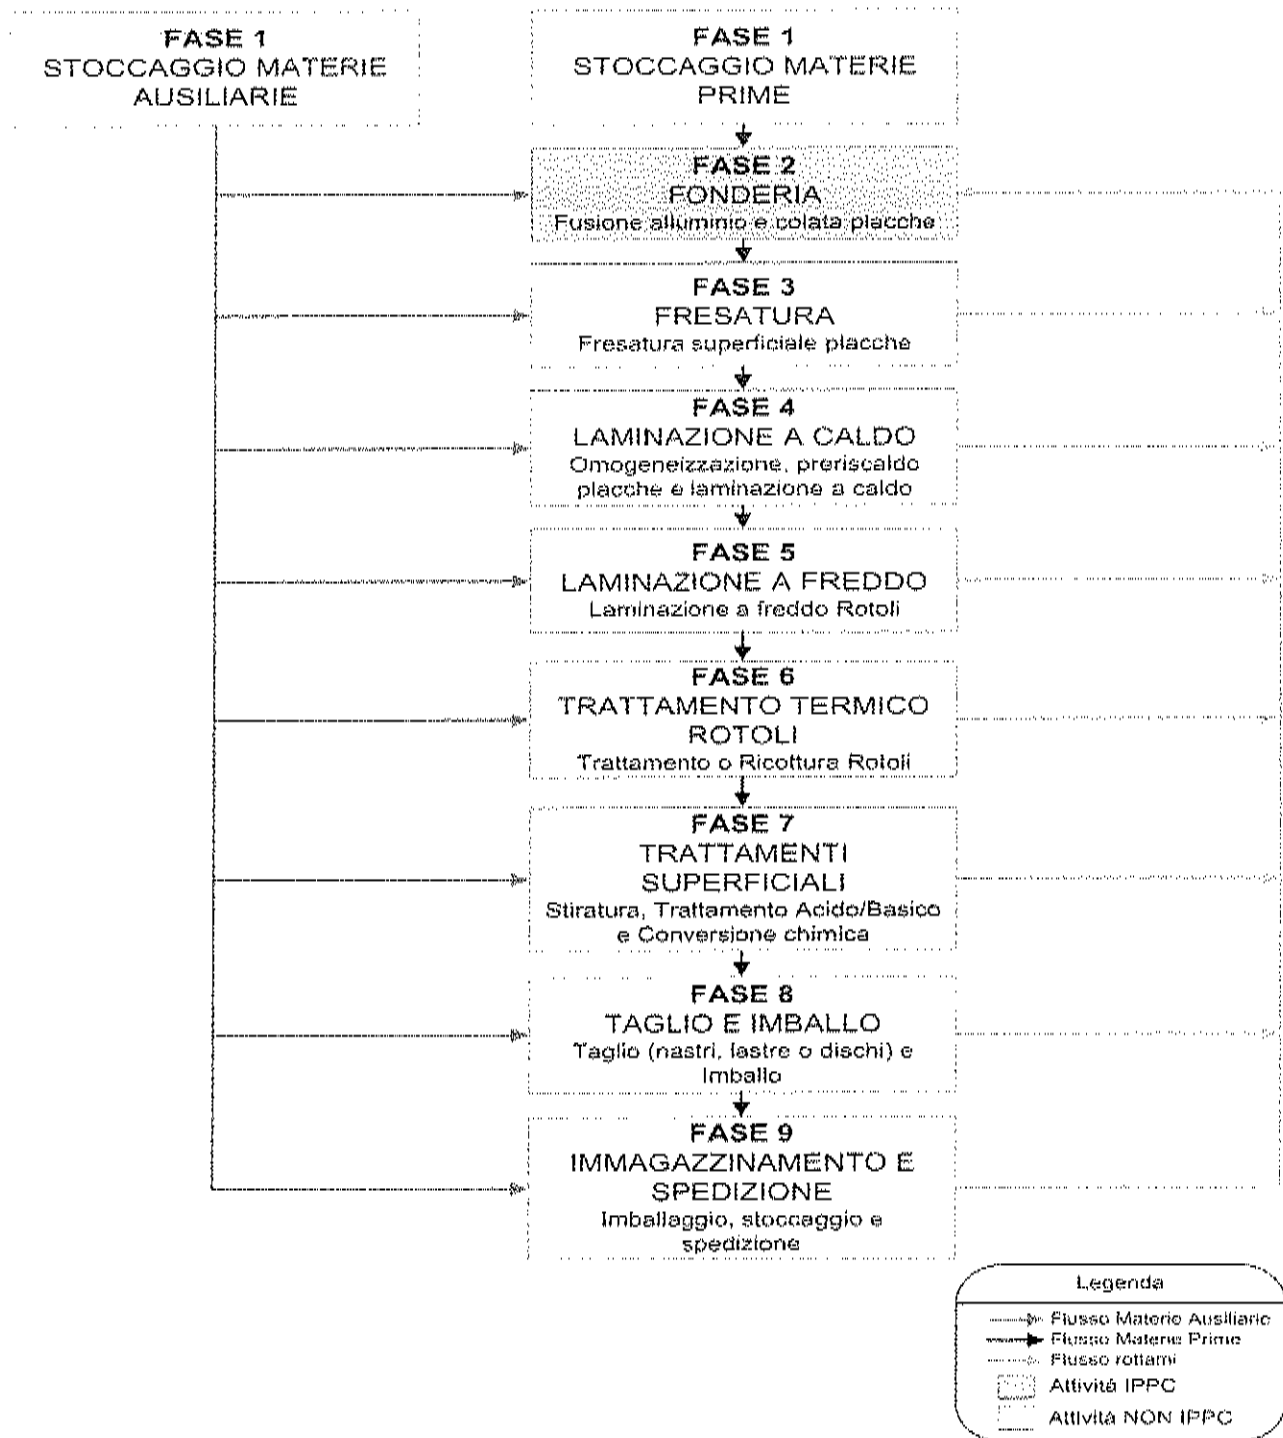 FASE 1
STOCCAGGIO MATERIE
AUSILIARIE
FASE 1
STOCCAGGIO MATERIE
PRIME
FASE 2
FONDERIA
Fusione alluminio e colata placche
FASE 3
FRESATURA
Fresatura superficiale placche
FASE 4
LAMINAZIONE A CALDO
Omogeneizzazione, preriscaldo
placche e laminazione a caldo
FASE 5
LAMINAZIONE A FREDDO
Laminazione a freddo Rotoli
FASE 6
TRATTAMENTO TERMICO
ROTOLI
Trattamento o Ricottura Rotoli
FASE 7
TRATTAMENTI
SUPERFICIALI
Stiratura, Trattamento Acido/Basico
e Conversione chimica
FASE 8
TAGLIO E IMBALLO
Taglio (nastri, lastre o dischi) e
Imballo
FASE 9
IMMAGAZZINAMENTO E
SPEDIZIONE
Imballaggio, stoccaggio e
spedizione
Legenda
Flusso Materie Ausiliarie
Flusso Materie Prime
Flusso rottami
Attività IPPC
Attività NON IPPC